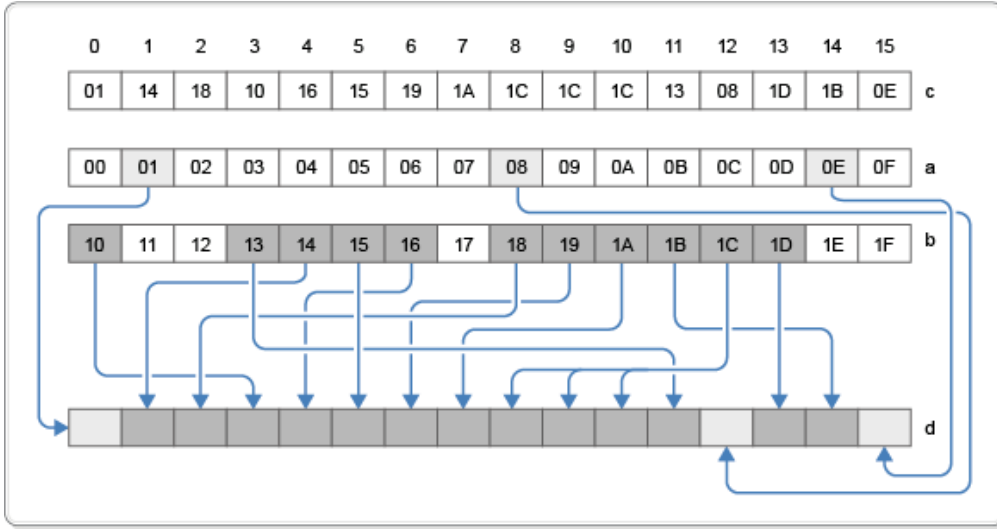 0 1 2 3 4 5 6 7 8 9 10 11 12 13 14 15
01 14 18 10 16 15 19 1A 1C 1C 1C 13 08 1D 1B 0E c
00 01 02 03 04 05 06 07 08 09 0A 0B 0C 0D 0E 0F a
10 11 12 13 14 15 16 17 18 19 1A 1B 1C 1D 1E 1F b
d